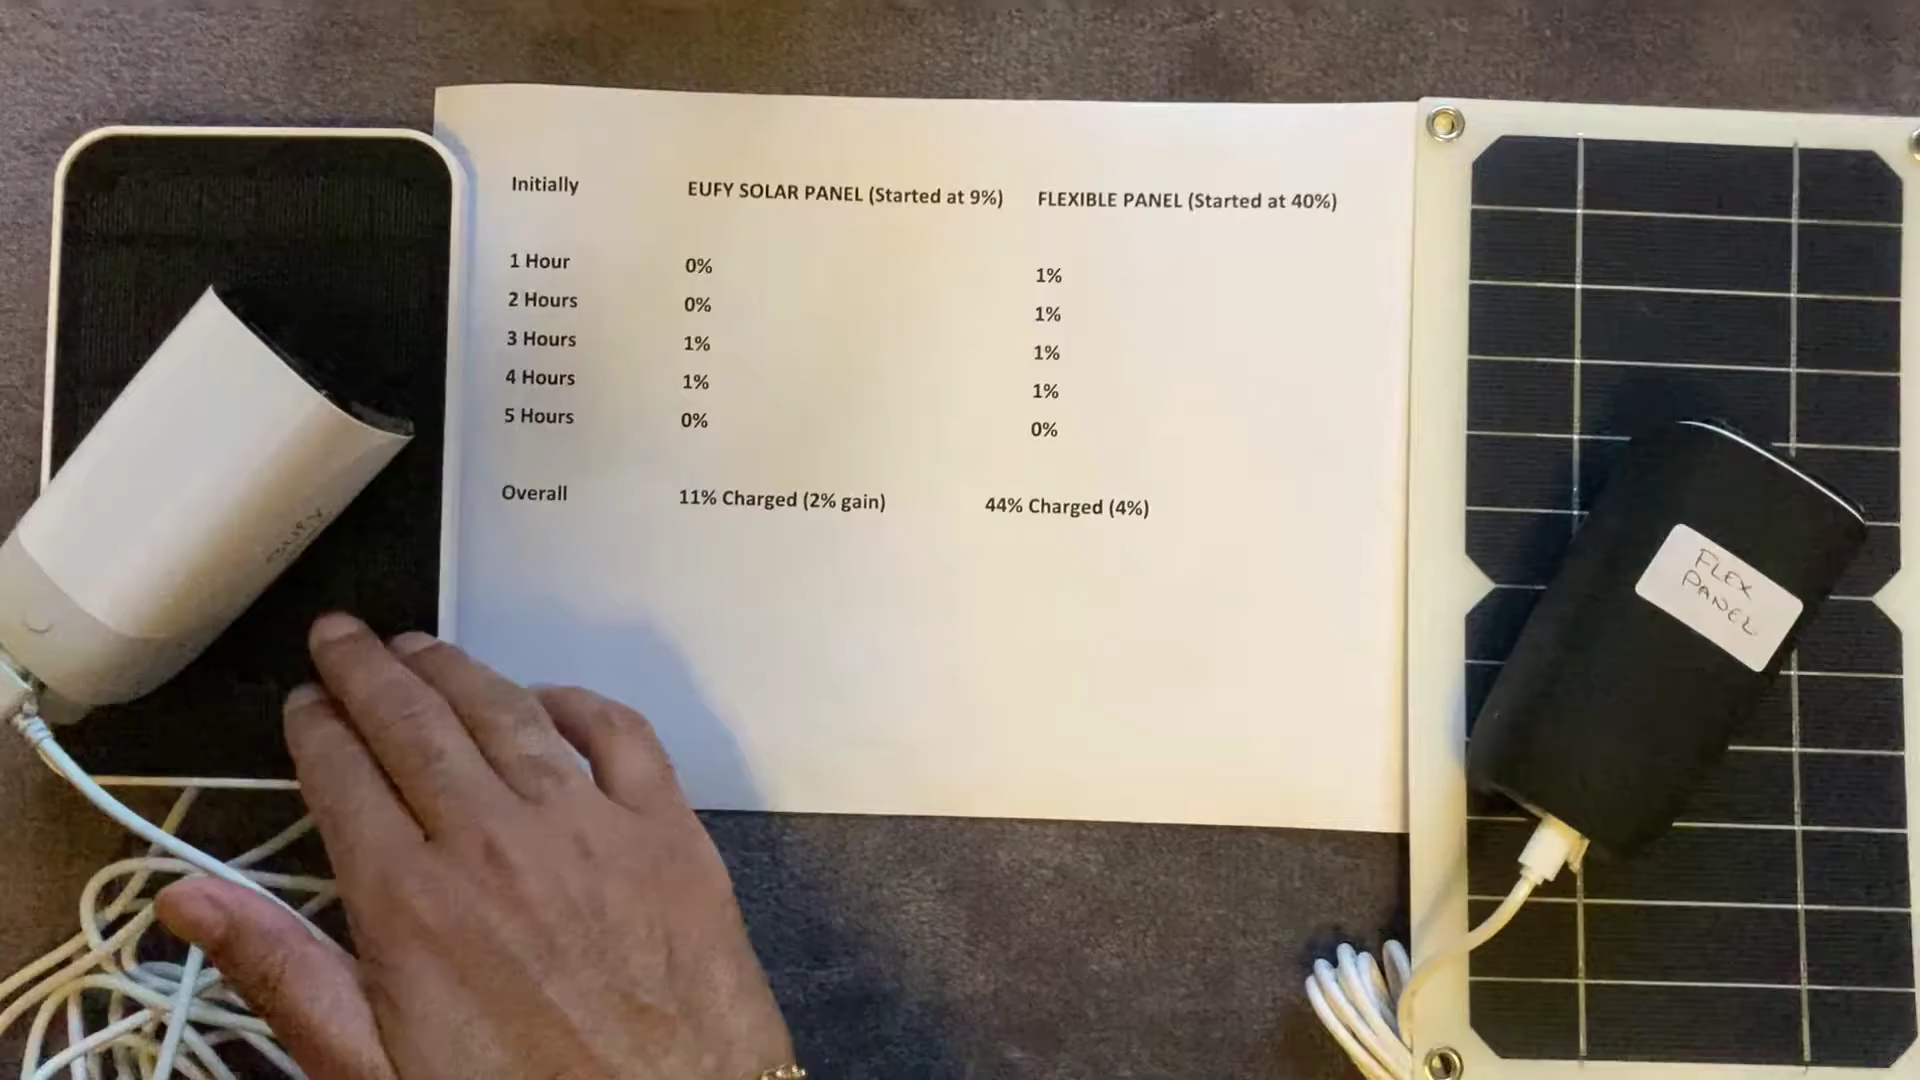 Initially EUFY SOLAR PANEL (Started at 9%) FLEXIBLE PANEL (Started at 40%)
1 Hour 0% 1%
2 Hours 0% 1%
3 Hours 1% 1%
4 Hours 1% 1%
5 Hours 0% 0%
Overall 11% Charged (2% gain) 44% Charged (4%)
eufy
FLEX
PANEL